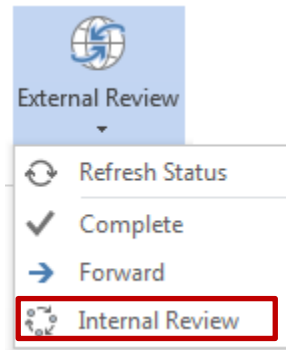 External Review
Refresh Status
Complete
Forward
Internal Review